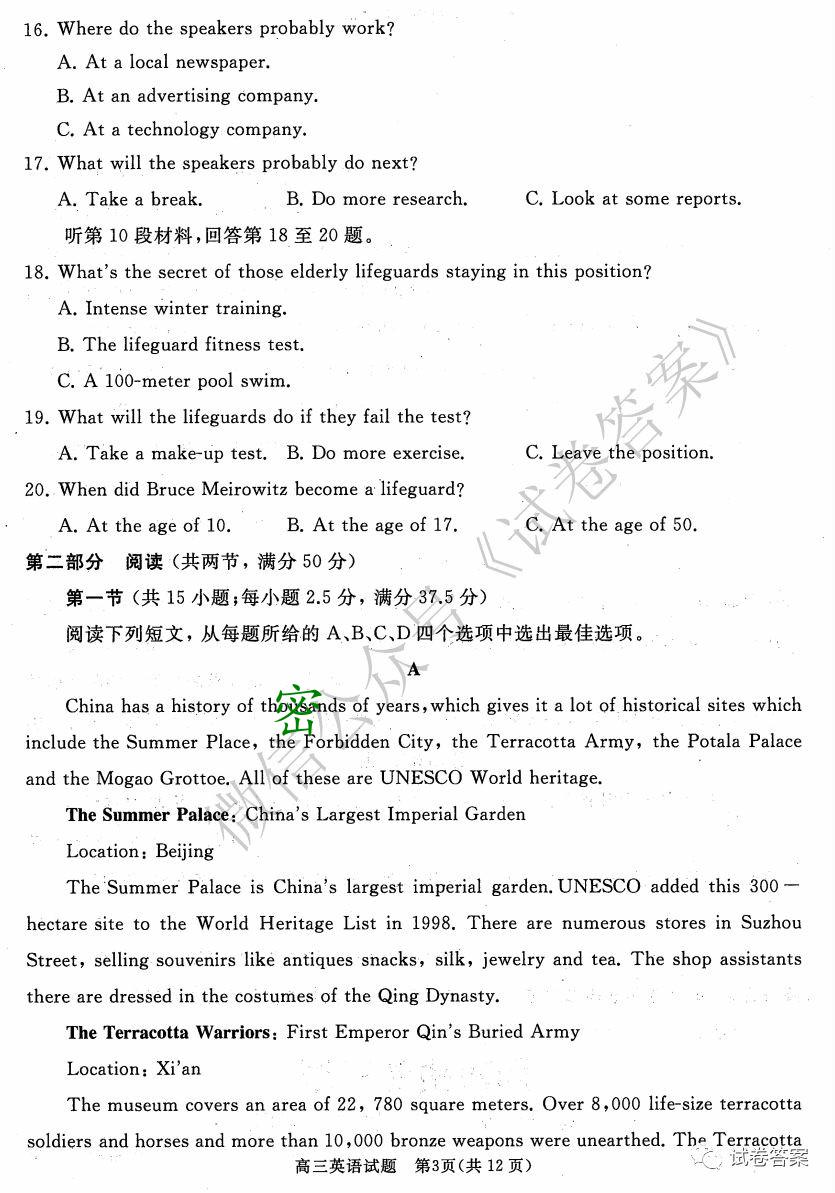 16. Where do the speakers probably work?
A. At a local newspaper.
B. At an advertising company.
C. At a technology company.
17. What will the speakers probably do next?
A. Take a break. B. Do more research. C. Look at some reports.
听第 10 段材料,回答第 18 至 20 题。
18. What's the secret of those elderly lifeguards staying in this position?
A. Intense winter training.
B. The lifeguard fitness test.
C. A 100-meter pool swim.
19. What will the lifeguards do if they fail the test?
A. Take a make-up test. B. Do more exercise. C. Leave the position.
20. When did Bruce Meirowitz become a lifeguard?
A. At the age of 10. B. At the age of 17. C. At the age of 50.
第二部分 阅读(共两节,满分 50 分)
第一节(共 15 小题;每小题 2.5 分,满分 37.5 分)
阅读下列短文,从每题所给的 A、B、C、D 四个选项中选出最佳选项。
A
China has a history of thousands of years, which gives it a lot of historical sites which
include the Summer Place, the Forbidden City, the Terracotta Army, the Potala Palace
and the Mogao Grottoe. All of these are UNESCO World heritage.
The Summer Palace: China's Largest Imperial Garden
Location: Beijing
The Summer Palace is China's largest imperial garden. UNESCO added this 300-
hectare site to the World Heritage List in 1998. There are numerous stores in Suzhou
Street, selling souvenirs like antiques snacks, silk, jewelry and tea. The shop assistants
there are dressed in the costumes of the Qing Dynasty.
The Terracotta Warriors: First Emperor Qin's Buried Army
Location: Xi'an
The museum covers an area of 22, 780 square meters. Over 8,000 life-size terracotta
soldiers and horses and more than 10,000 bronze weapons were unearthed. The Terracotta
高三英语试题 第3页(共 12 页)
密
微信公众号《试卷答案》
试卷答案